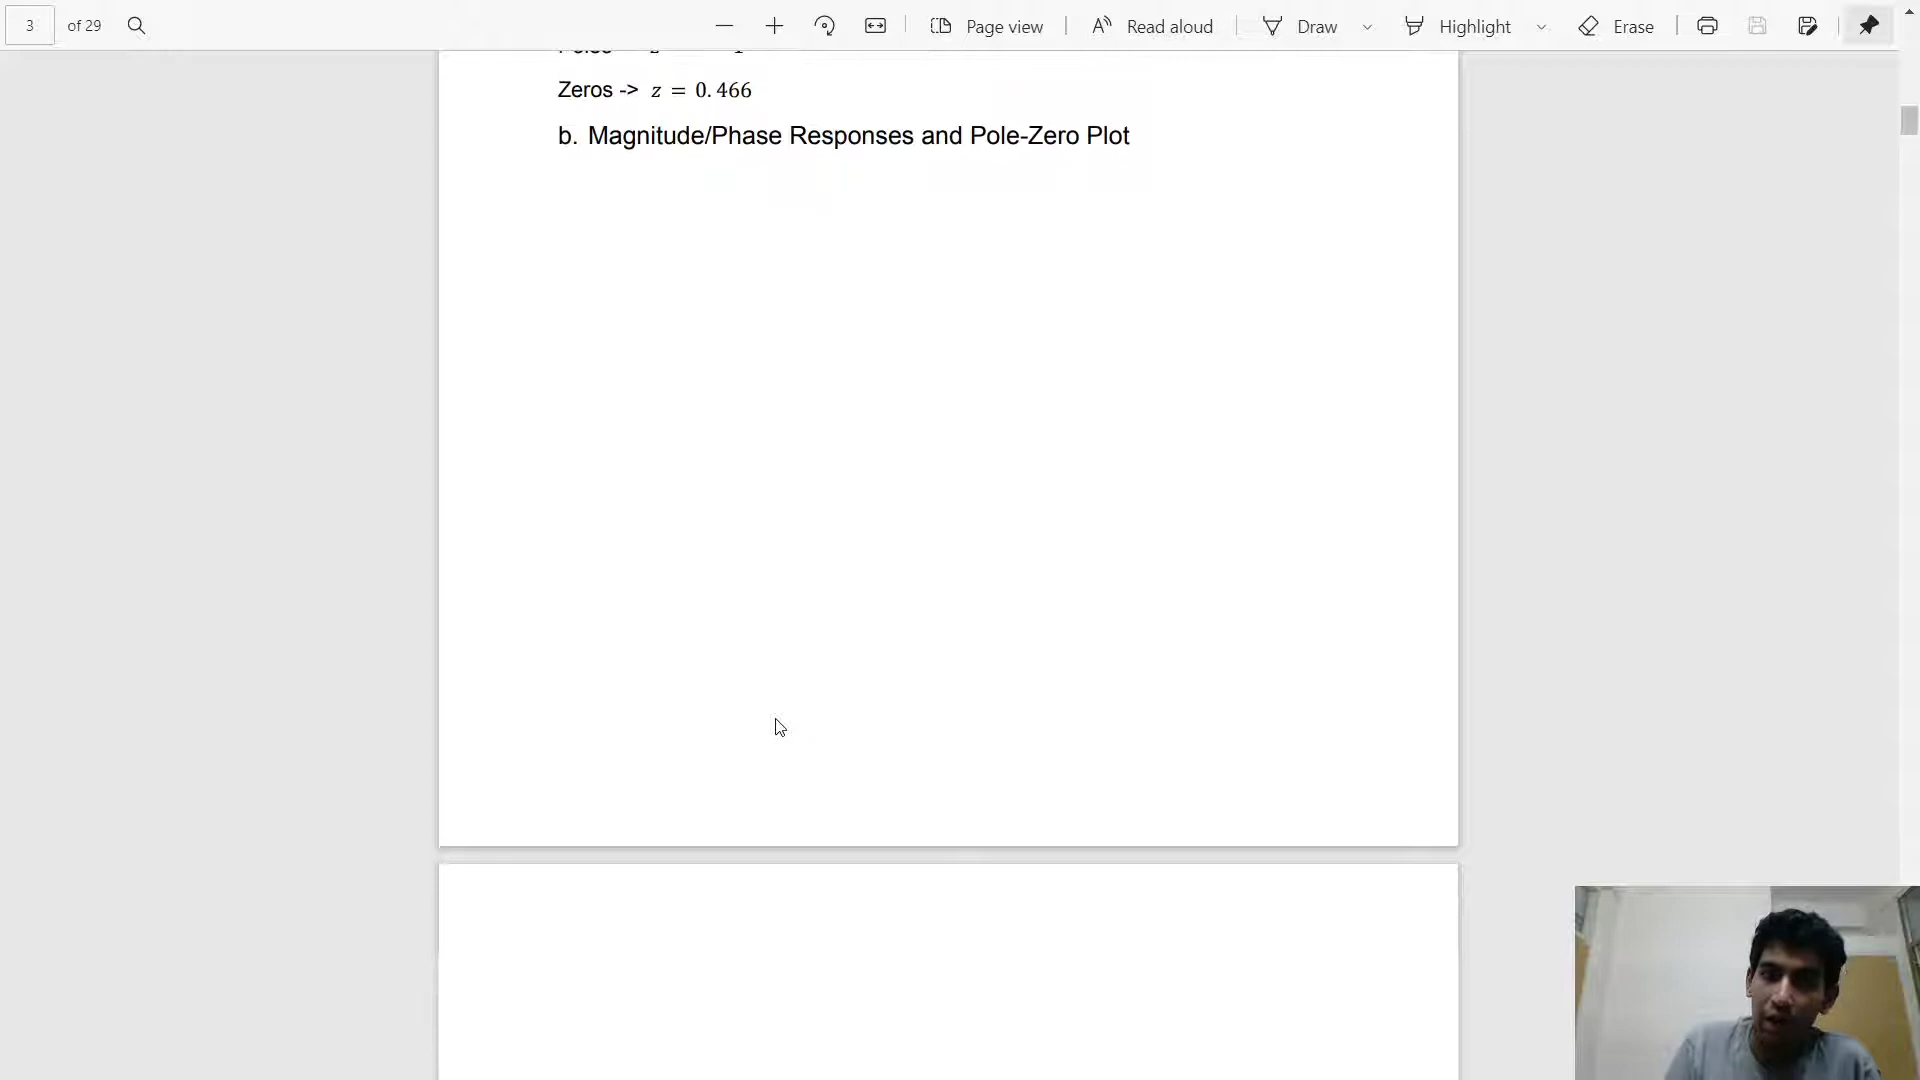 3 of 29 Page view Read aloud Draw Highlight Erase
Zeros -> z = 0.466
b. Magnitude/Phase Responses and Pole-Zero Plot